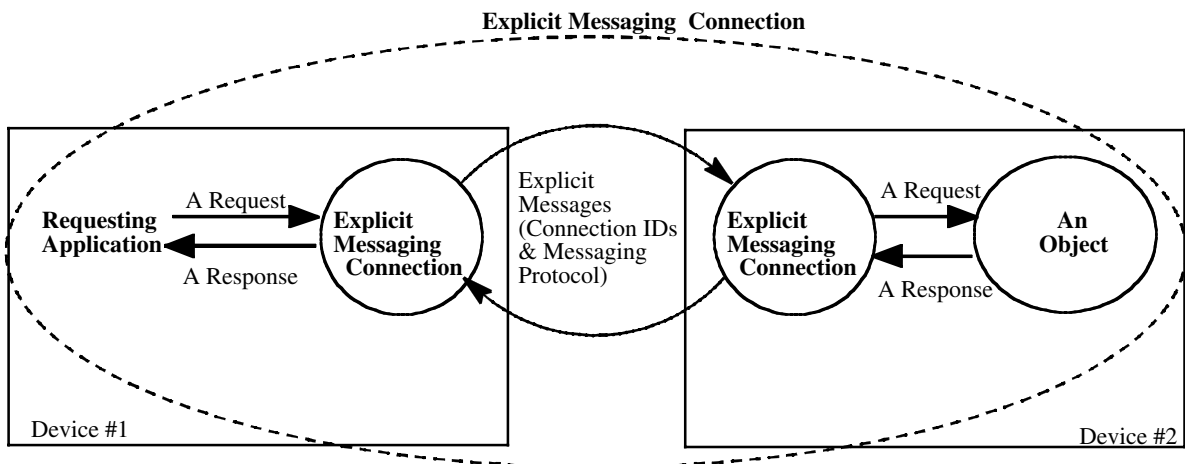 Explicit Messaging Connection
A Request
Requesting
Application
A Response
Explicit
Messaging
Connection
Explicit
Messages
(Connection IDs
& Messaging
Protocol)
Explicit
Messaging
Connection
A Request
A Response
An
Object
Device #1
Device #2